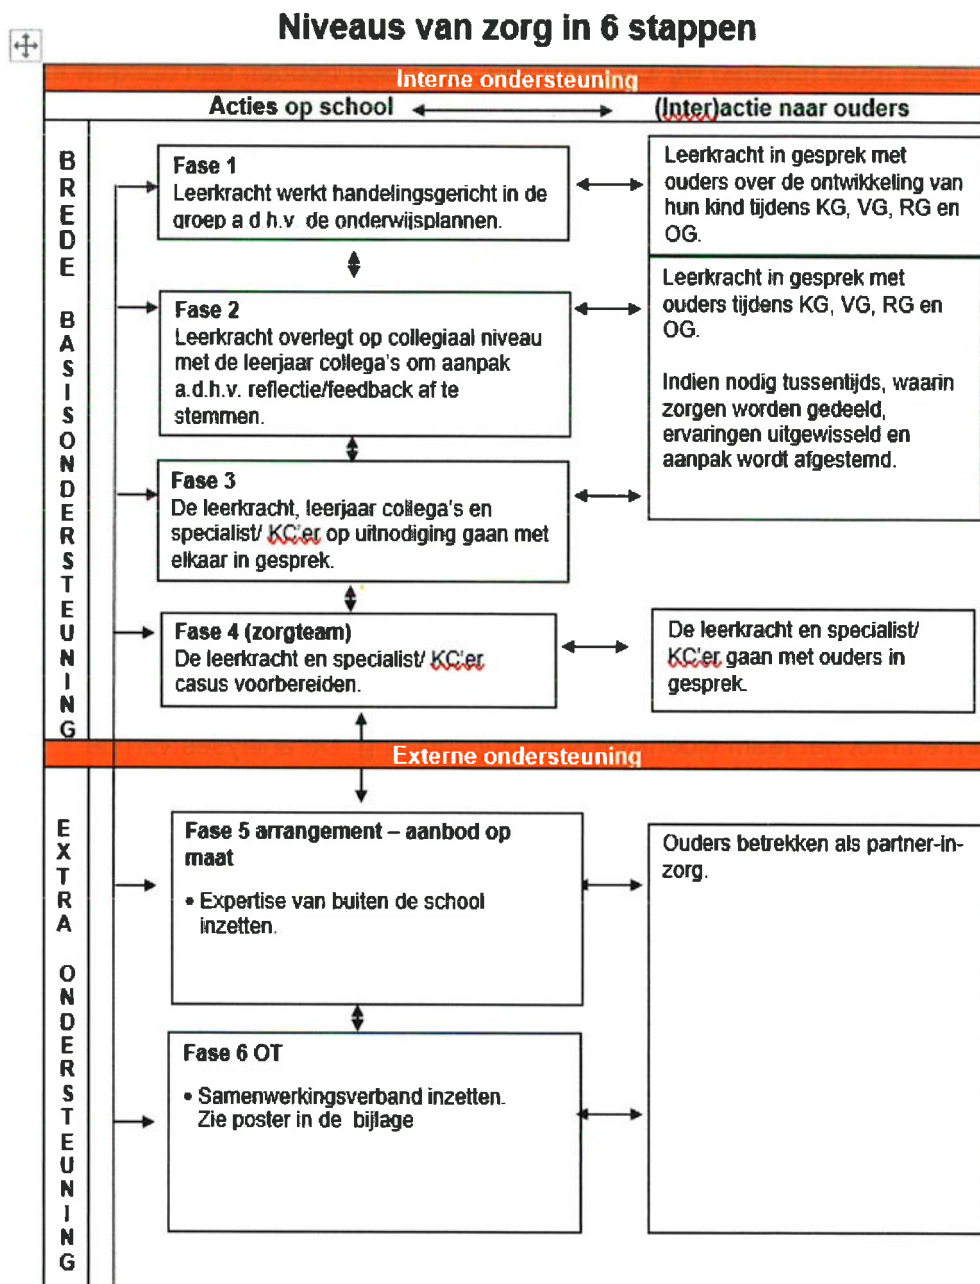 Niveaus van zorg in 6 stappen
Interne ondersteuning
Acties op school
(Inter)actie naar ouders
BREDE BASISONDERSTEUNING
Fase 1
Leerkracht werkt handelingsgericht in de
groep a.d.h.v. de onderwijsplannen.
Leerkracht in gesprek met
ouders over de ontwikkeling van
hun kind tijdens KG, VG, RG en
OG.
Fase 2
Leerkracht overlegt op collegiaal niveau
met de leerjaar collega's om aanpak
a.d.h.v. reflectie/feedback af te
stemmen.
Leerkracht in gesprek met
ouders tijdens KG, VG, RG en
OG.
Indien nodig tussentijds, waarin
zorgen worden gedeeld,
ervaringen uitgewisseld en
aanpak wordt afgestemd.
Fase 3
De leerkracht, leerjaar collega's en
specialist/ KC'er op uitnodiging gaan met
elkaar in gesprek.
Fase 4 (zorgteam)
De leerkracht en specialist/ KC'er
casus voorbereiden.
De leerkracht en specialist/
KC'er gaan met ouders in
gesprek.
Externe ondersteuning
EXTRA ONDERSTEUNING
Fase 5 arrangement – aanbod op
maat
• Expertise van buiten de school
inzetten.
Ouders betrekken als partner-in-
zorg.
Fase 6 OT
• Samenwerkingsverband inzetten.
Zie poster in de bijlage